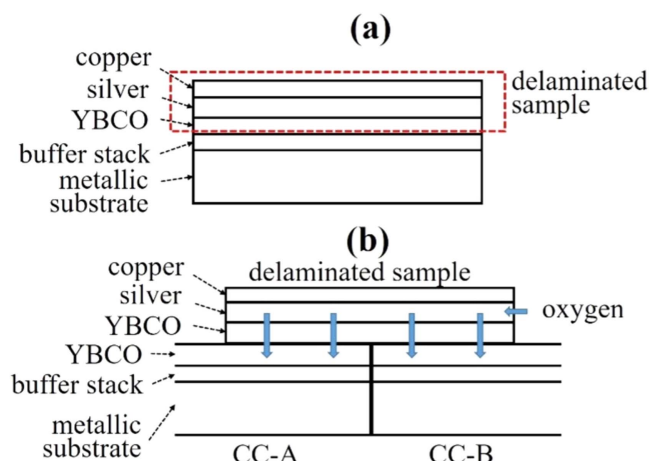 (a)
copper
silver
YBCO
buffer stack
metallic
substrate
delaminated
sample
(b)
delaminated sample
copper
silver
YBCO
oxygen
YBCO
buffer stack
metallic
substrate
CC-A
CC-B